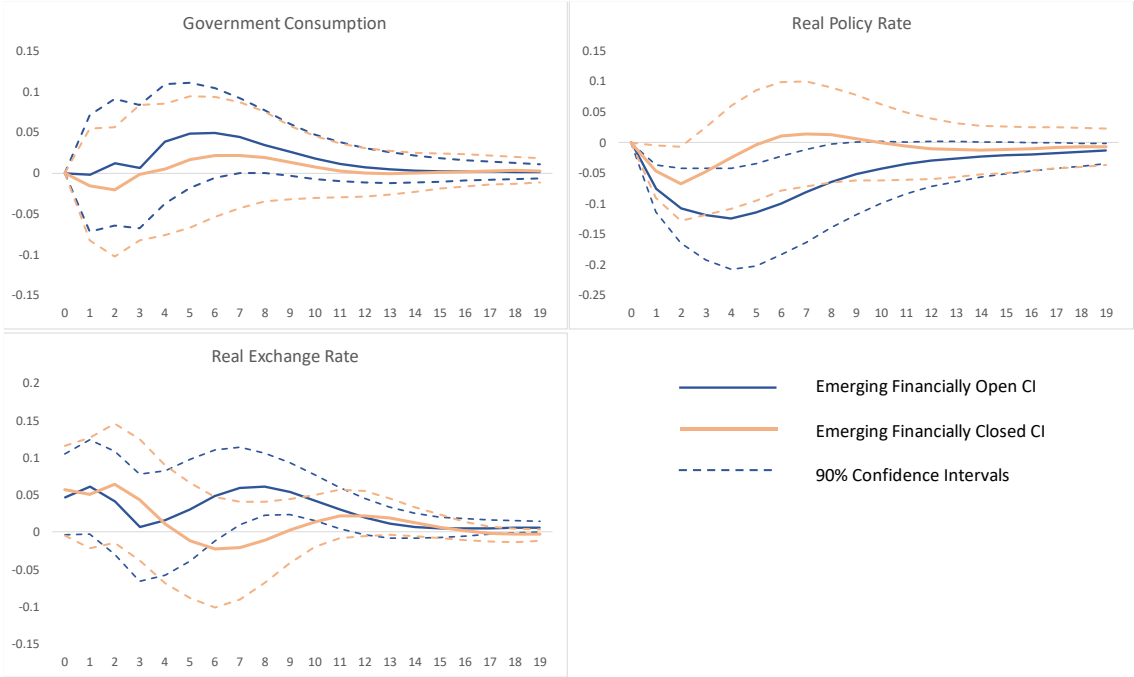 Government Consumption
0.15
0.1
0.05
0
-0.05
-0.1
-0.15
0 1 2 3 4 5 6 7 8 9 10 11 12 13 14 15 16 17 18 19
Real Policy Rate
0.15
0.1
0.05
0
-0.05
-0.1
-0.15
-0.2
-0.25
0 1 2 3 4 5 6 7 8 9 10 11 12 13 14 15 16 17 18 19
Real Exchange Rate
0.2
0.15
0.1
0.05
0
-0.05
-0.1
-0.15
0 1 2 3 4 5 6 7 8 9 10 11 12 13 14 15 16 17 18 19
Emerging Financially Open CI
Emerging Financially Closed CI
90% Confidence Intervals